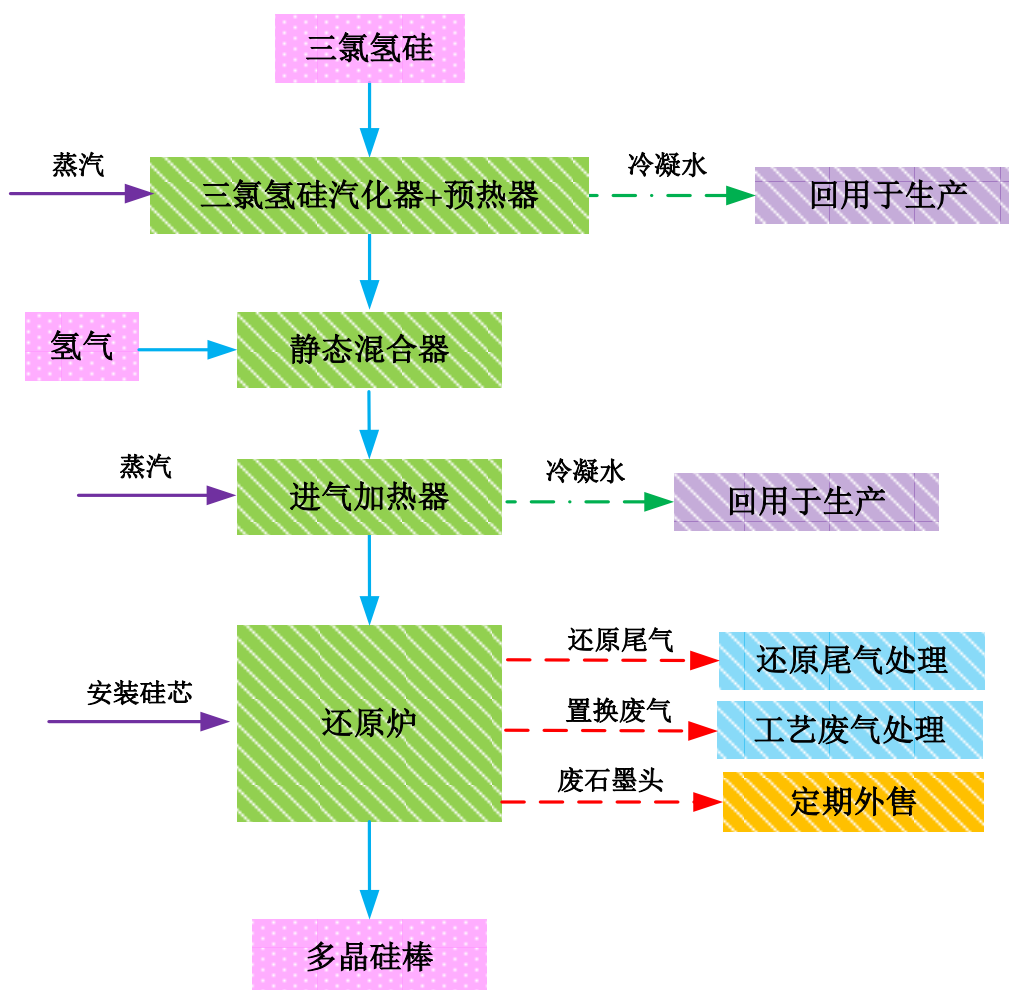 三氯氢硅
蒸汽
三氯氢硅汽化器+预热器
冷凝水
回用于生产
氢气
静态混合器
蒸汽
进气加热器
冷凝水
回用于生产
安装硅芯
还原炉
还原尾气
还原尾气处理
置换废气
工艺废气处理
废石墨头
定期外售
多晶硅棒